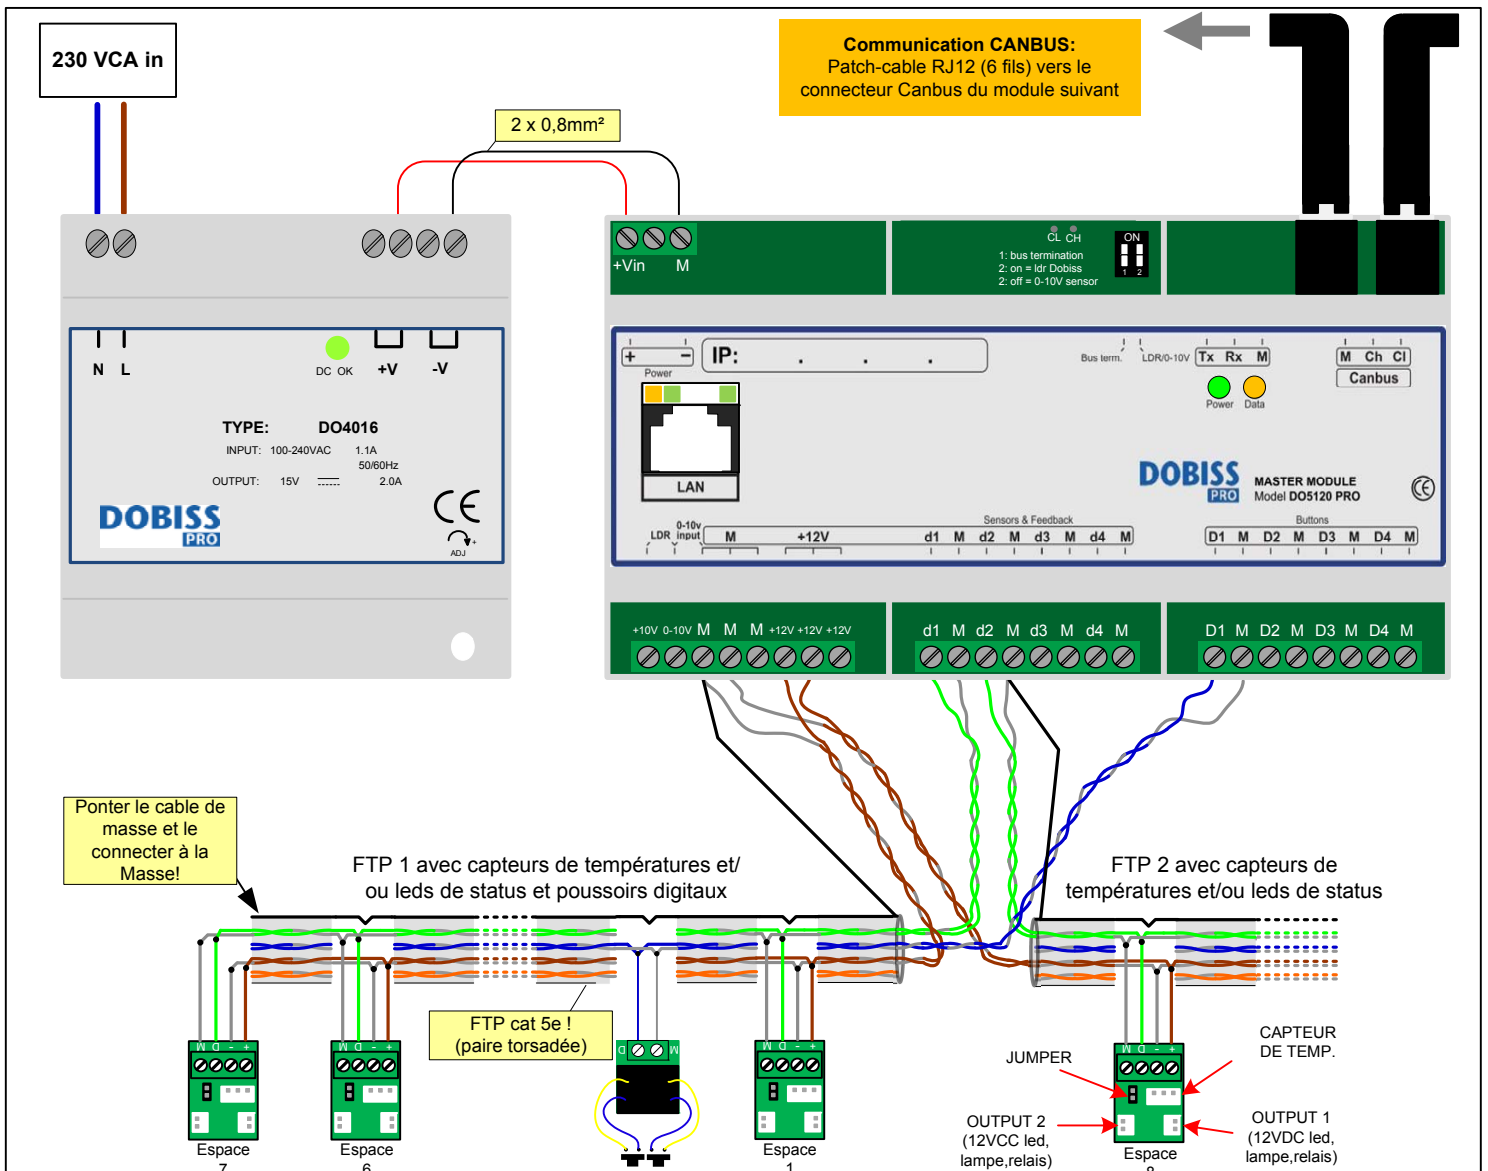 230 VCA in
Communication CANBUS:
Patch-cable RJ12 (6 fils) vers le
connecteur Canbus du module suivant
2 x 0,8mm²
+Vin M
CL CH
ON
1: bus termination
2: on = ldr Dobiss
2: off = 0-10V sensor
1 2
N L
DC OK
+V
-V
TYPE: DO4016
INPUT: 100-240VAC 1.1A
50/60Hz
OUTPUT: 15V 2.0A
DOBISS
PRO
CE
ADJ
+ -
Power
IP: . . .
Bus term.
LDR/0-10V
Tx Rx M
M Ch Cl
Canbus
Power Data
LAN
DOBISS
PRO
MASTER MODULE
Model DO5120 PRO
CE
LDR
0-10v
input
M
+12V
Sensors & Feedback
d1 M d2 M d3 M d4 M
Buttons
D1 M D2 M D3 M D4 M
+10V 0-10V M M M +12V +12V +12V
d1 M d2 M d3 M d4 M
D1 M D2 M D3 M D4 M
Ponter le cable de
masse et le
connecter à la
Masse!
FTP 1 avec capteurs de températures et/
ou leds de status et poussoirs digitaux
FTP 2 avec capteurs de
températures et/ou leds de status
FTP cat 5e !
(paire torsadée)
M D - +
Espace
7
M D - +
Espace
6
D M
M D - +
Espace
1
M D - +
Espace
8
JUMPER
CAPTEUR
DE TEMP.
OUTPUT 2
(12VCC led,
lampe,relais)
OUTPUT 1
(12VDC led,
lampe,relais)